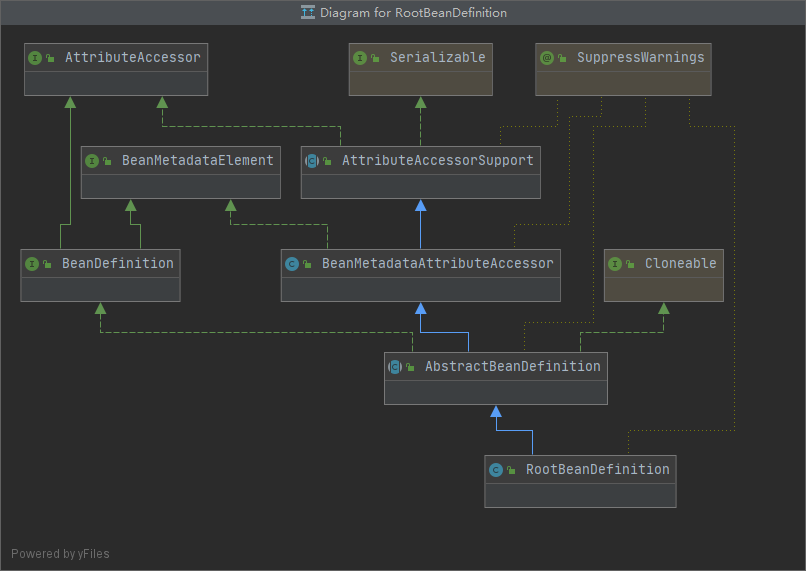 Diagram for RootBeanDefinition
AttributeAccessor
Serializable
SuppressWarnings
BeanMetadataElement
AttributeAccessorSupport
BeanDefinition
BeanMetadataAttributeAccessor
Cloneable
AbstractBeanDefinition
RootBeanDefinition
Powered by yFiles